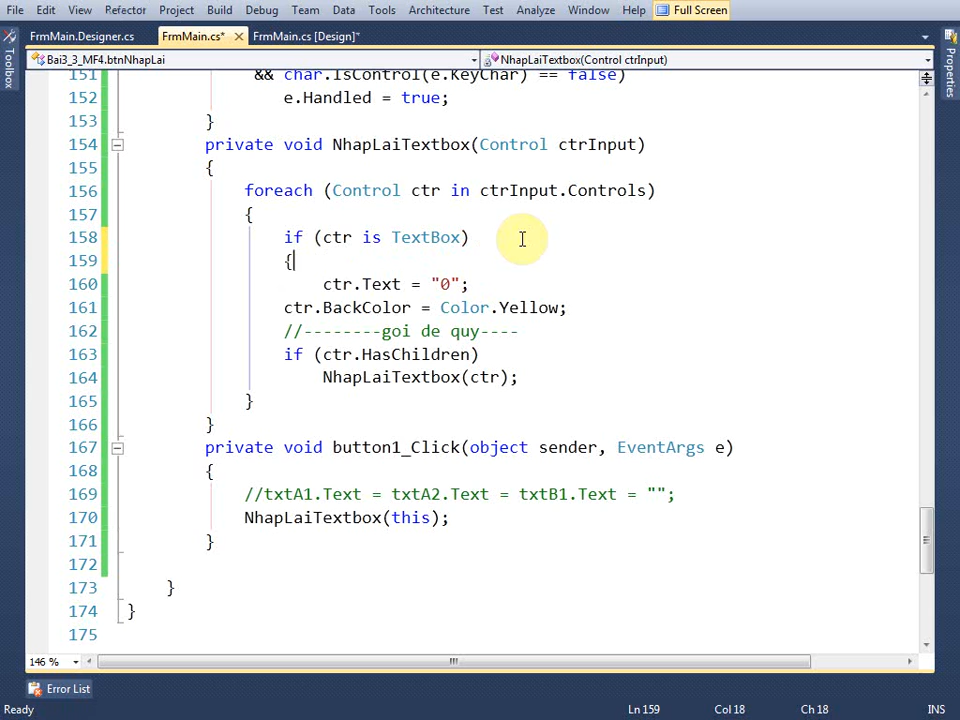 File Edit View Refactor Project Build Debug Team Data Tools Architecture Test Analyze Window Help Full Screen
FrmMain.Designer.cs FrmMain.cs* FrmMain.cs [Design]*
Bai3_3_MF4.btnNhapLai NhapLaiTextbox(Control ctrInput)
Toolbox
Properties
151 && char.IsControl(e.KeyChar) == false)
152 e.Handled = true;
153 }
154 private void NhapLaiTextbox(Control ctrInput)
155 {
156 foreach (Control ctr in ctrInput.Controls)
157 {
158 if (ctr is TextBox)
159 {
160 ctr.Text = "0";
161 ctr.BackColor = Color.Yellow;
162 //--------goi de quy----
163 if (ctr.HasChildren)
164 NhapLaiTextbox(ctr);
165 }
166 }
167 private void button1_Click(object sender, EventArgs e)
168 {
169 //txtA1.Text = txtA2.Text = txtB1.Text = "";
170 NhapLaiTextbox(this);
171 }
172
173 }
174 }
175
146 %
Error List
Ready Ln 159 Col 18 Ch 18 INS